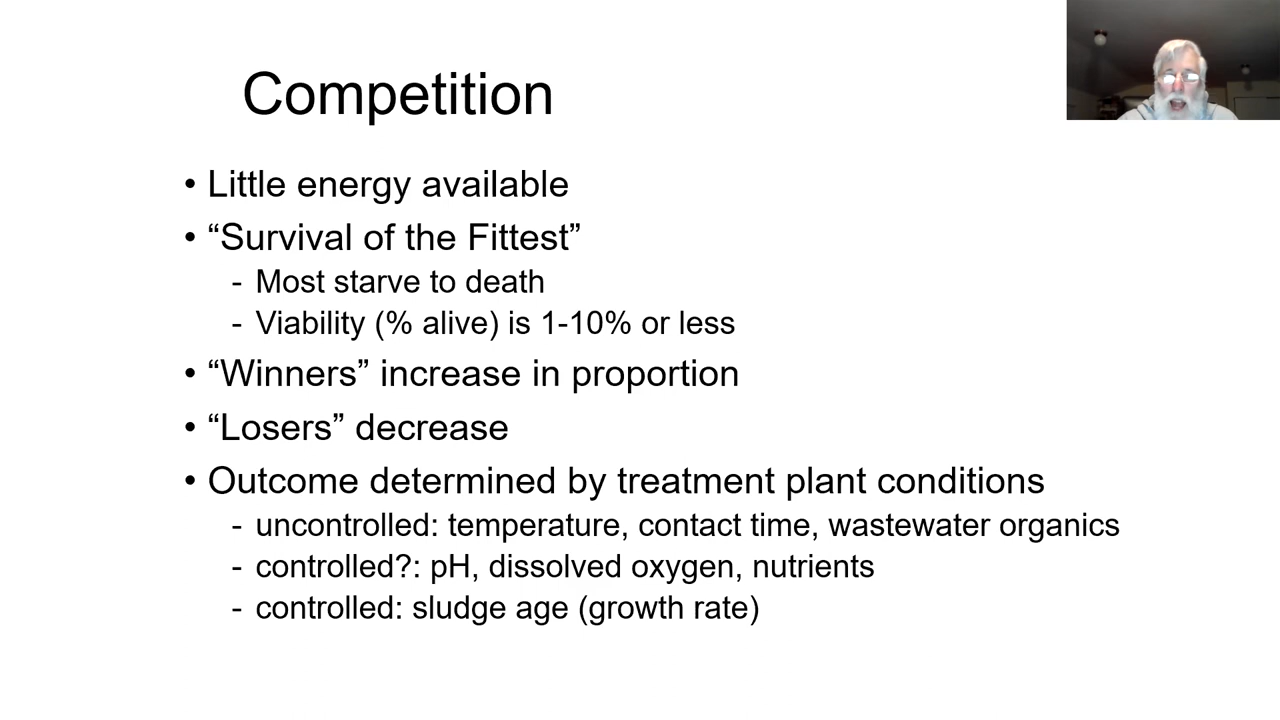 Competition
• Little energy available
• “Survival of the Fittest”
- Most starve to death
- Viability (% alive) is 1-10% or less
• “Winners” increase in proportion
• “Losers” decrease
• Outcome determined by treatment plant conditions
- uncontrolled: temperature, contact time, wastewater organics
- controlled?: pH, dissolved oxygen, nutrients
- controlled: sludge age (growth rate)